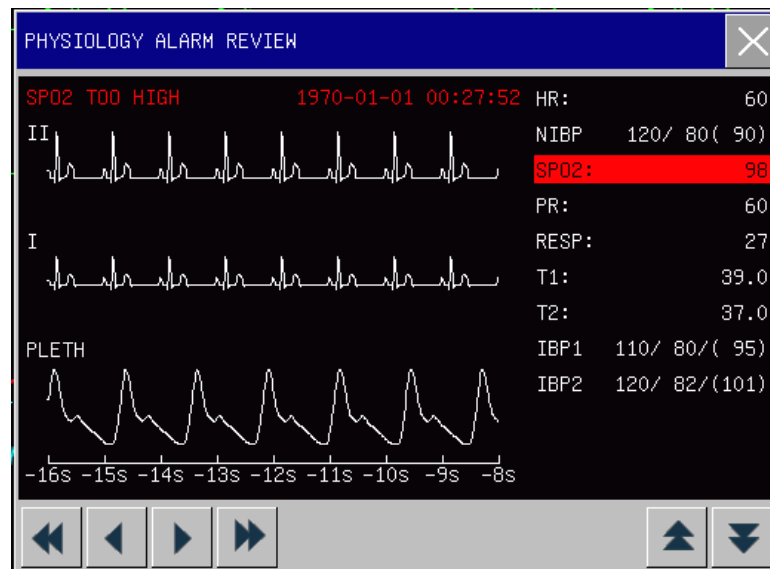 PHYSIOLOGY ALARM REVIEW
SPO2 TOO HIGH 1970-01-01 00:27:52
II
I
PLETH
-16s -15s -14s -13s -12s -11s -10s -9s -8s
HR: 60
NIBP 120/ 80( 90)
SPO2: 98
PR: 60
RESP: 27
T1: 39.0
T2: 37.0
IBP1 110/ 80/( 95)
IBP2 120/ 82/(101)